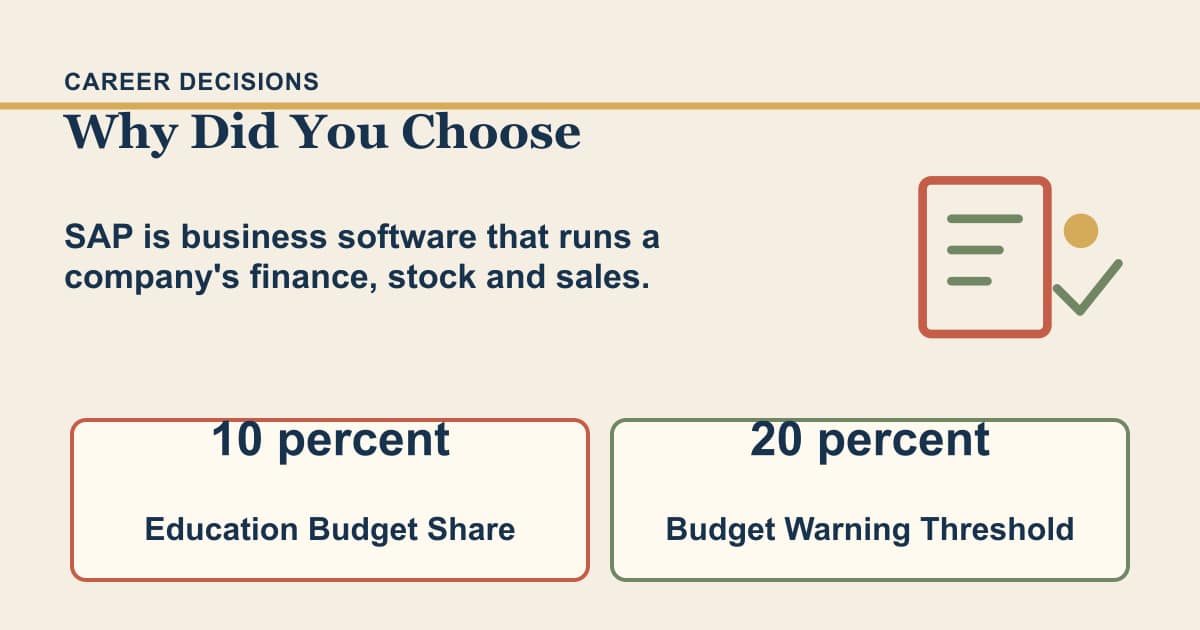 CAREER DECISIONS
Why Did You Choose
SAP is business software that runs a
company's finance, stock and sales.
10 percent
Education Budget Share
20 percent
Budget Warning Threshold